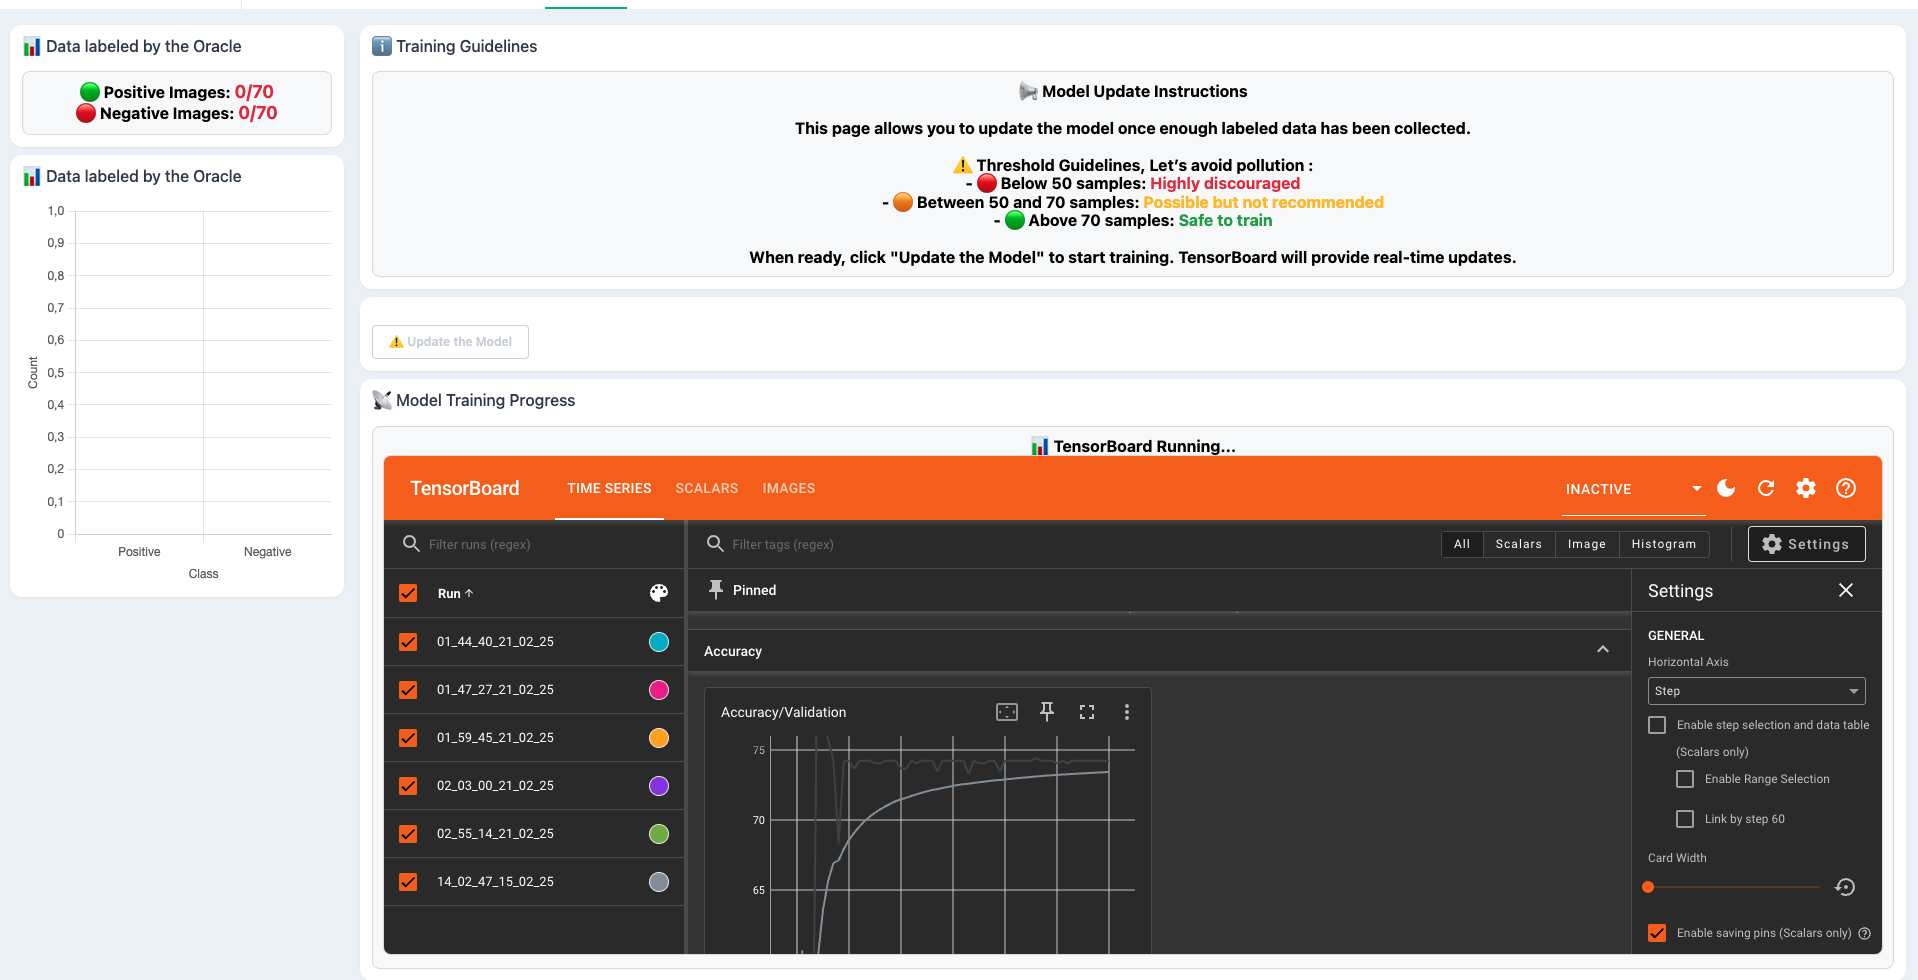 Data labeled by the Oracle
Positive Images: 0/70
Negative Images: 0/70
Data labeled by the Oracle
1,0
0,9
0,8
0,7
0,6
0,5
0,4
0,3
0,2
0,1
0
Count
Positive
Negative
Class
Training Guidelines
Model Update Instructions
This page allows you to update the model once enough labeled data has been collected.
Threshold Guidelines, Let's avoid pollution :
- Below 50 samples: Highly discouraged
- Between 50 and 70 samples: Possible but not recommended
- Above 70 samples: Safe to train
When ready, click "Update the Model" to start training. TensorBoard will provide real-time updates.
Update the Model
Model Training Progress
TensorBoard Running...
TensorBoard
TIME SERIES
SCALARS
IMAGES
INACTIVE
Filter runs (regex)
Run
01_44_40_21_02_25
01_47_27_21_02_25
01_59_45_21_02_25
02_03_00_21_02_25
02_55_14_21_02_25
14_02_47_15_02_25
Filter tags (regex)
All
Scalars
Image
Histogram
Settings
Pinned
Accuracy
Accuracy/Validation
75
70
65
Settings
GENERAL
Horizontal Axis
Step
Enable step selection and data table
(Scalars only)
Enable Range Selection
Link by step 60
Card Width
Enable saving pins (Scalars only)